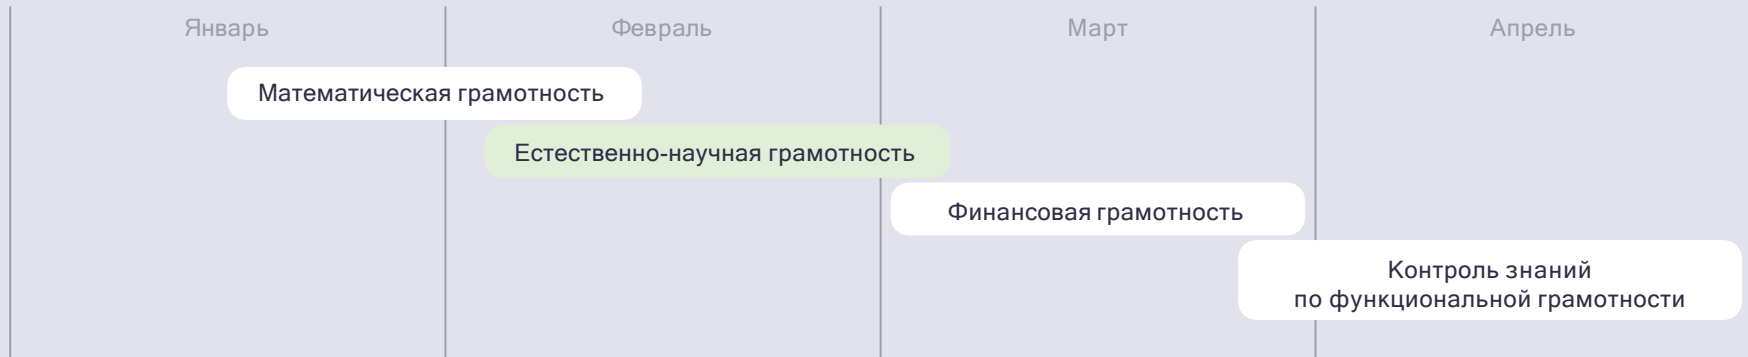 Январь
Февраль
Март
Апрель
Математическая грамотность
Естественно-научная грамотность
Финансовая грамотность
Контроль знаний
по функциональной грамотности